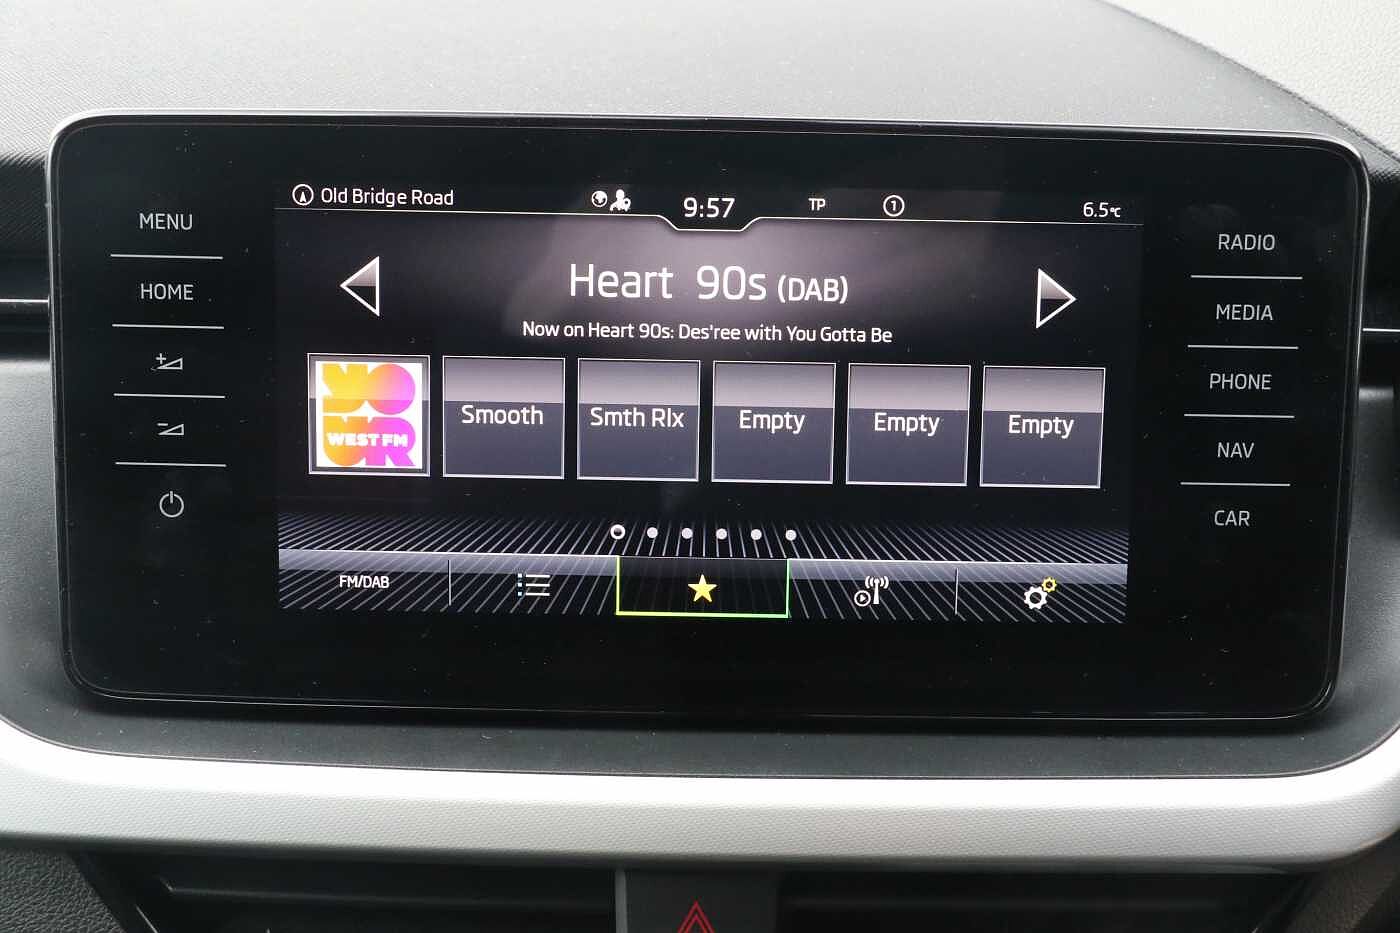 Old Bridge Road
9:57
TP
1
6.5°C
MENU
HOME
RADIO
MEDIA
PHONE
NAV
CAR
Heart 90s (DAB)
Now on Heart 90s: Des'ree with You Gotta Be
YOUR
WEST FM
Smooth
Smth Rlx
Empty
Empty
Empty
FM/DAB